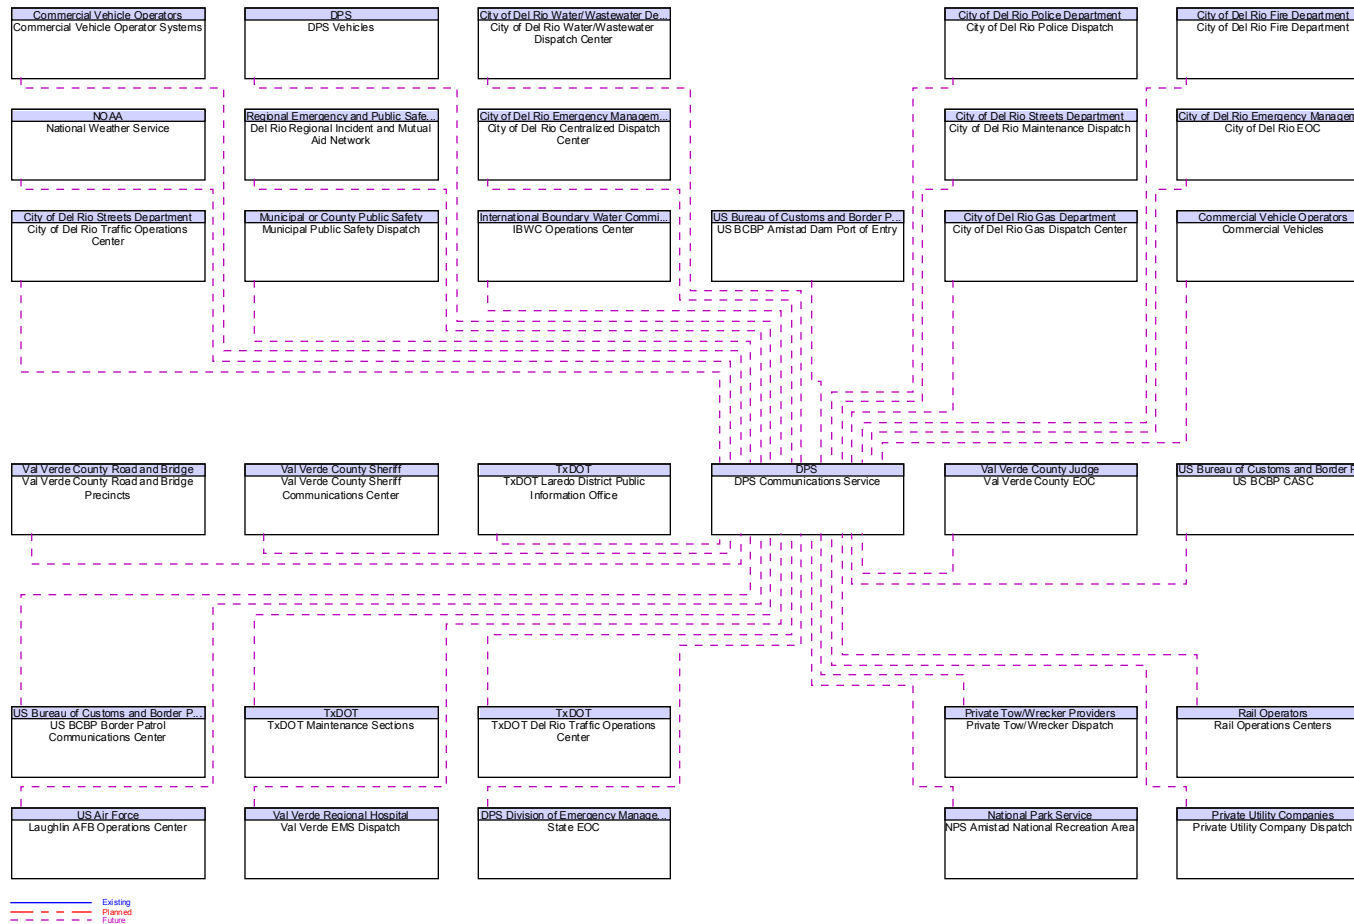 Commercial Vehicle Operators
Commercial Vehicle Operator Systems
DPS
DPS Vehicles
City of Del Rio Water/Wastewater De...
City of Del Rio Water/Wastewater
Dispatch Center
City of Del Rio Police Department
City of Del Rio Police Dispatch
City of Del Rio Fire Department
City of Del Rio Fire Department
NOAA
National Weather Service
Regional Emergency and Public Safe...
Del Rio Regional Incident and Mutual
Aid Network
City of Del Rio Emergency Managem...
City of Del Rio Centralized Dispatch
Center
City of Del Rio Streets Department
City of Del Rio Maintenance Dispatch
City of Del Rio Emergency Managem
City of Del Rio EOC
City of Del Rio Streets Department
City of Del Rio Traffic Operations
Center
Municipal or County Public Safety
Municipal Public Safety Dispatch
International Boundary Water Commi...
IBWC Operations Center
US Bureau of Customs and Border P...
US BCBP Amistad Dam Port of Entry
City of Del Rio Gas Department
City of Del Rio Gas Dispatch Center
Commercial Vehicle Operators
Commercial Vehicles
Val Verde County Road and Bridge
Val Verde County Road and Bridge
Precincts
Val Verde County Sheriff
Val Verde County Sheriff
Communications Center
TxDOT
TxDOT Laredo District Public
Information Office
DPS
DPS Communications Service
Val Verde County Judge
Val Verde County EOC
US Bureau of Customs and Border P
US BCBP CASC
US Bureau of Customs and Border P...
US BCBP Border Patrol
Communications Center
TxDOT
TxDOT Maintenance Sections
TxDOT
TxDOT Del Rio Traffic Operations
Center
Private Tow/Wrecker Providers
Private Tow/Wrecker Dispatch
Rail Operators
Rail Operations Centers
US Air Force
Laughlin AFB Operations Center
Val Verde Regional Hospital
Val Verde EMS Dispatch
DPS Division of Emergency Manage...
State EOC
National Park Service
NPS Amistad National Recreation Area
Private Utility Companies
Private Utility Company Dispatch
Existing
Planned
Future